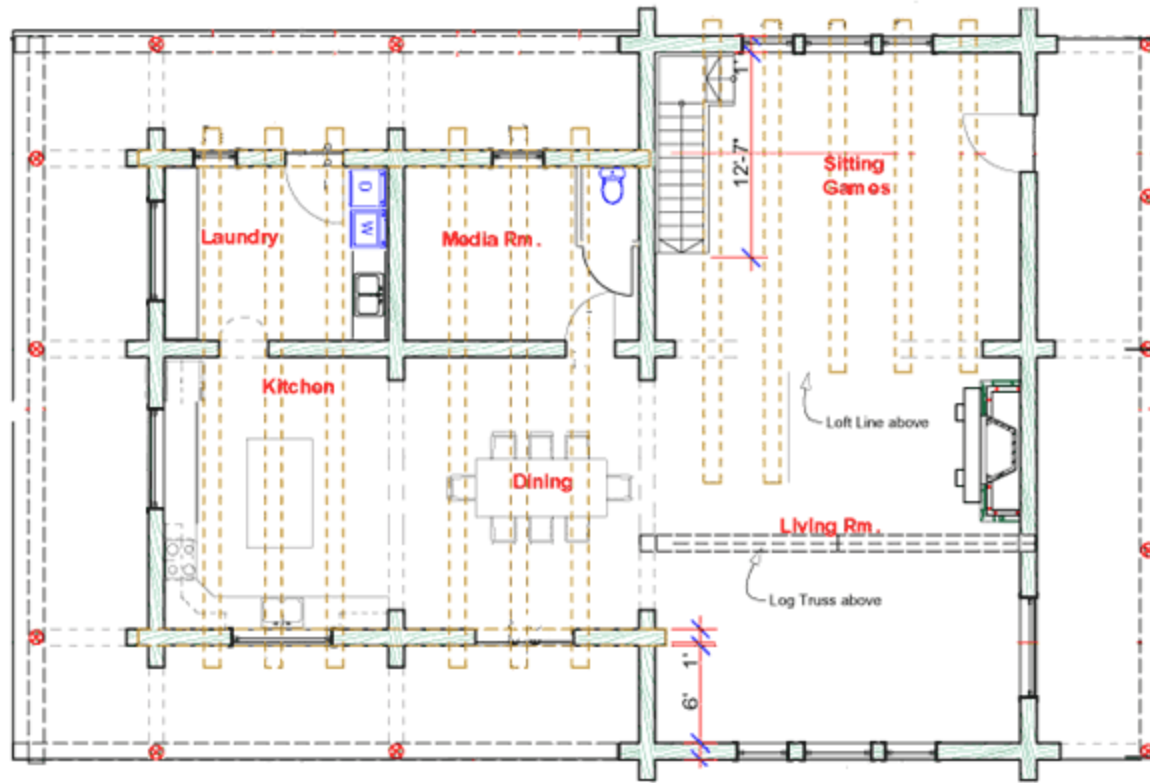 1'
12'-7"
Sitting
Games
D
W
Laundry
Media Rm.
Kitchen
Loft Line above
Dining
Living Rm.
Log Truss above
1'
6'